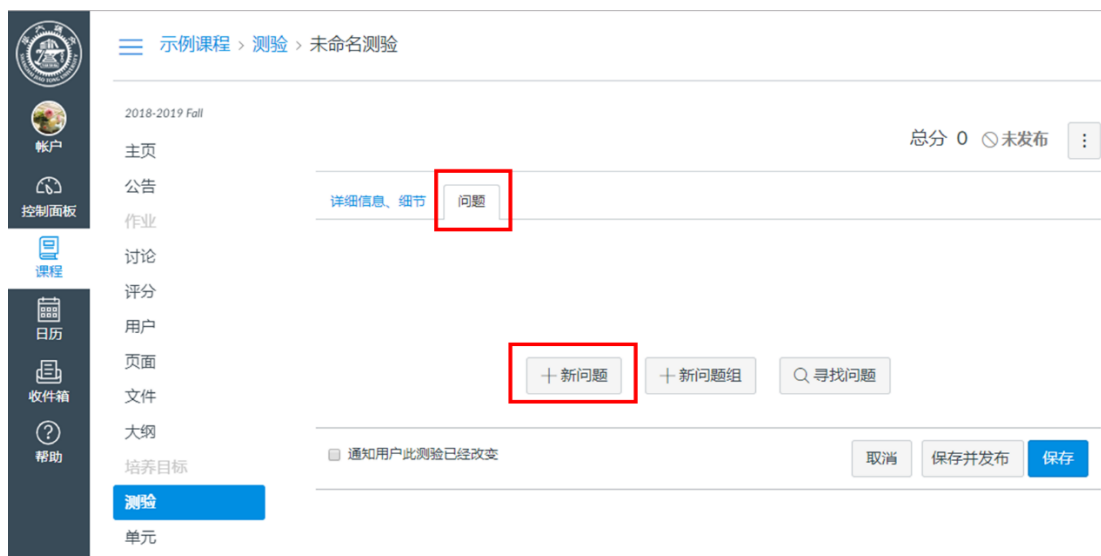 示例课程 > 测验 > 未命名测验
帐户
控制面板
课程
日历
收件箱
帮助
2018-2019 Fall
主页
公告
作业
讨论
评分
用户
页面
文件
大纲
培养目标
测验
单元
总分 0 未发布
详细信息、细节 问题
新问题 新问题组 寻找问题
通知用户此测验已经改变 取消 保存并发布 保存